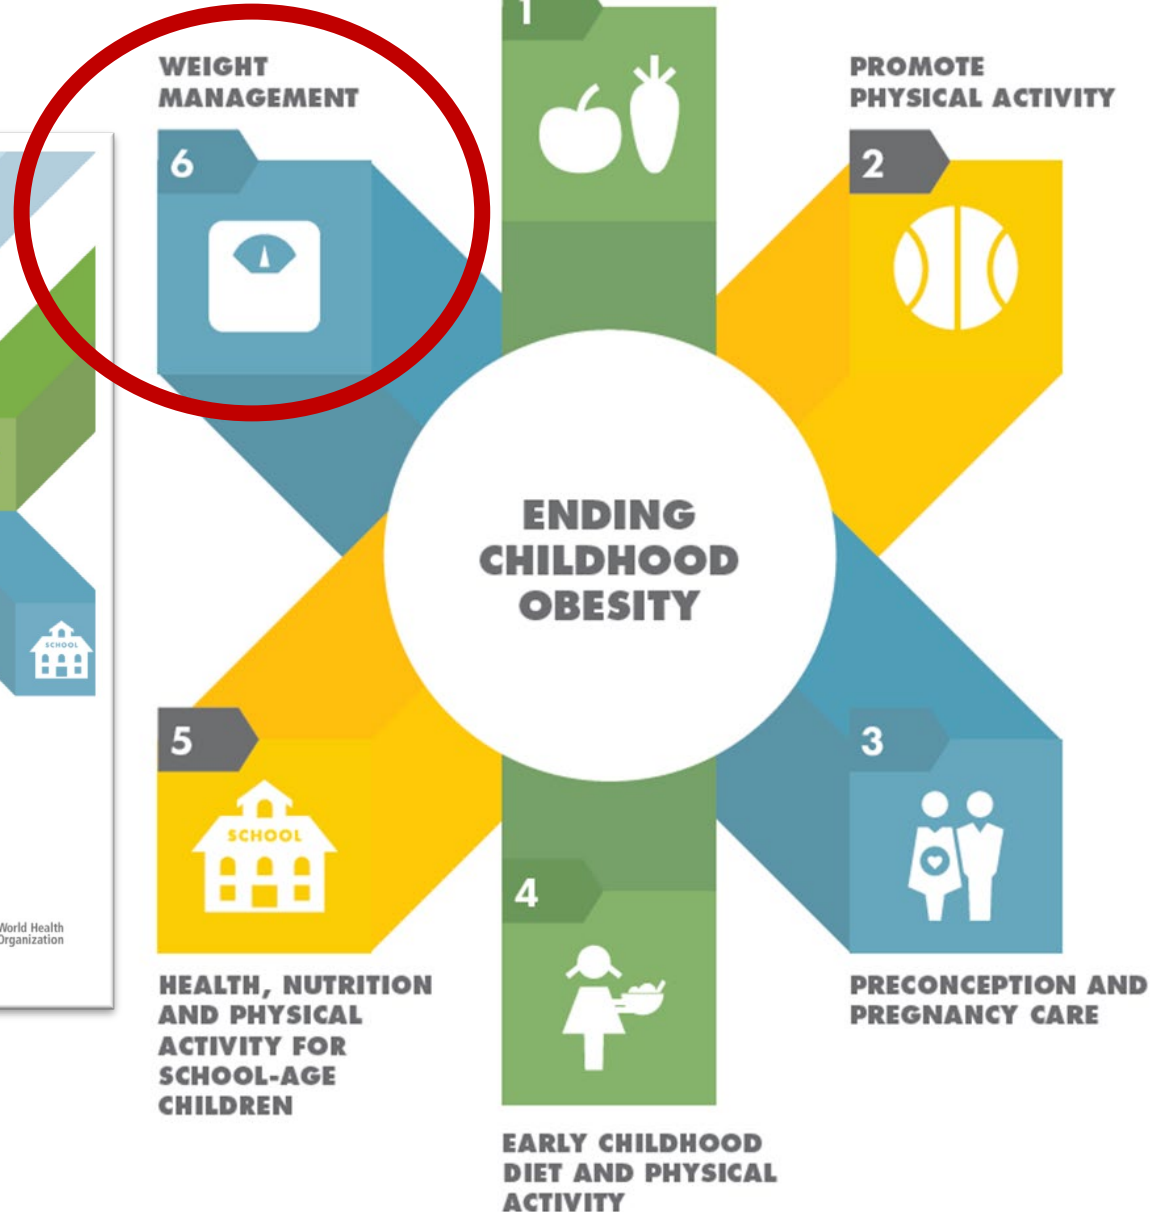 1
WEIGHT
MANAGEMENT
6
PROMOTE
PHYSICAL ACTIVITY
2
ENDING
CHILDHOOD
OBESITY
SCHOOL
5
SCHOOL
HEALTH, NUTRITION
AND PHYSICAL
ACTIVITY FOR
SCHOOL-AGE
CHILDREN
4
EARLY CHILDHOOD
DIET AND PHYSICAL
ACTIVITY
3
PRECONCEPTION AND
PREGNANCY CARE
World Health
Organization